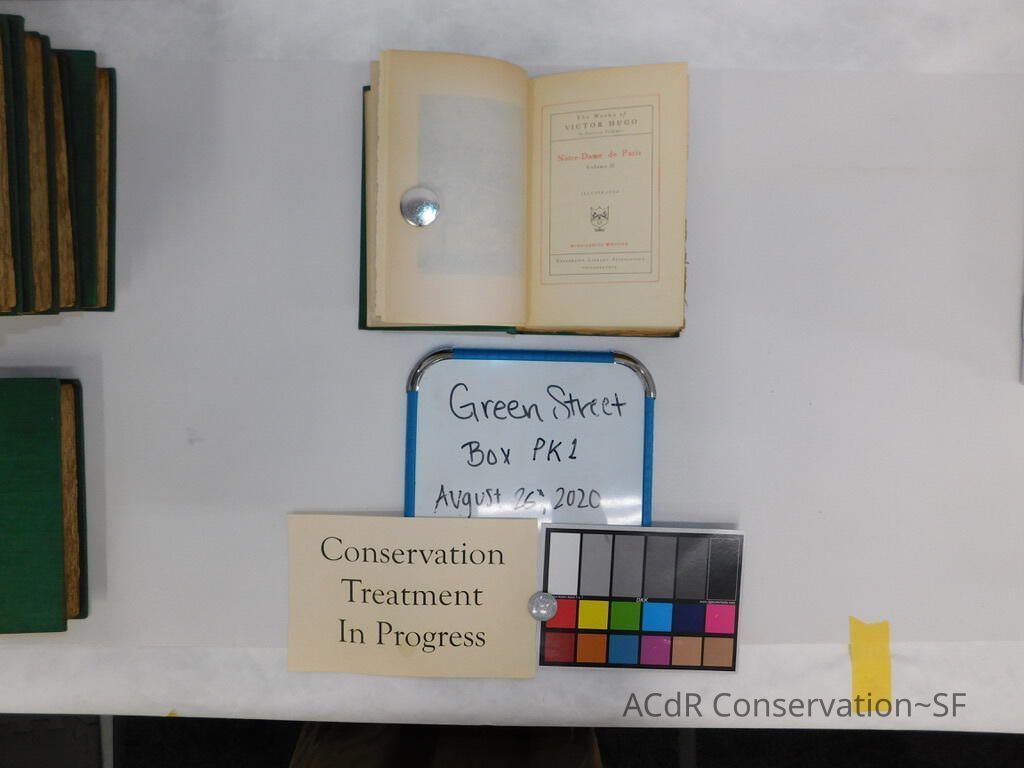 The Works of
VICTOR HUGO
Notre-Dame de Paris
Volume II
ILLUSTRATED
Green Street
Box PK1
August 26, 2020
Conservation
Treatment
In Progress
DKK
ACdR Conservation~SF